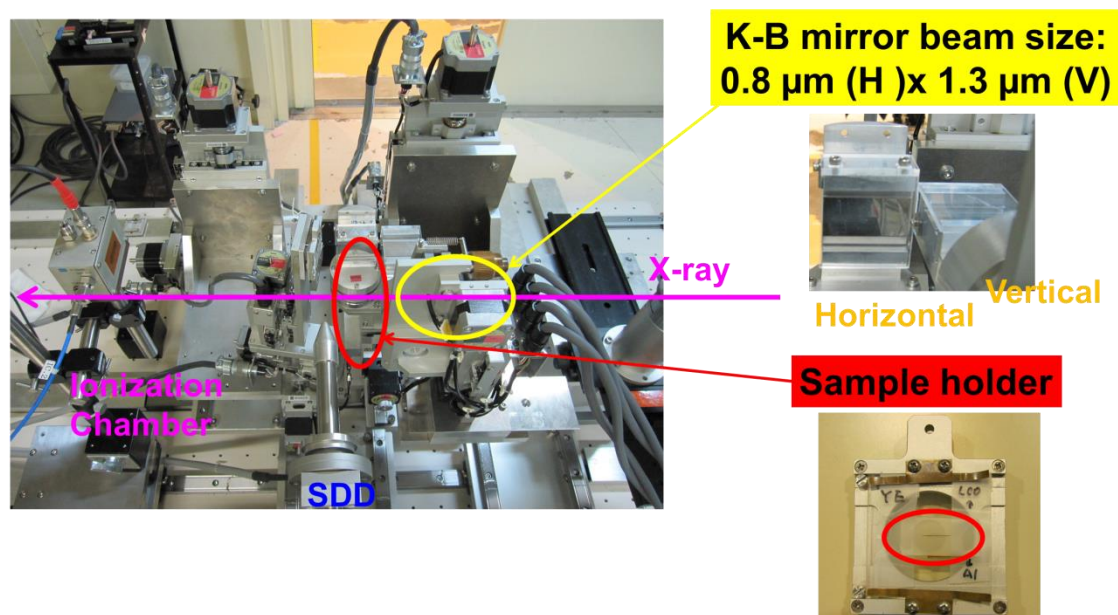 K-B mirror beam size:
0.8 µm (H )x 1.3 µm (V)
X-ray
Vertical
Horizontal
Sample holder
Ionization
Chamber
SDD
YE
LCO
Al